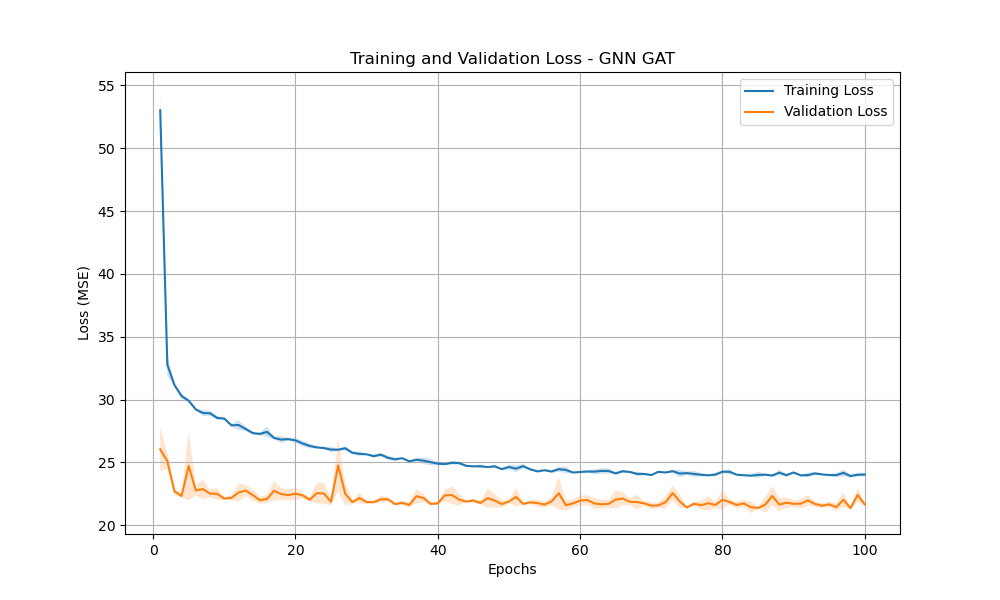 Training and Validation Loss - GNN GAT
Training Loss
Validation Loss
Loss (MSE)
55
50
45
40
35
30
25
20
0 20 40 60 80 100
Epochs